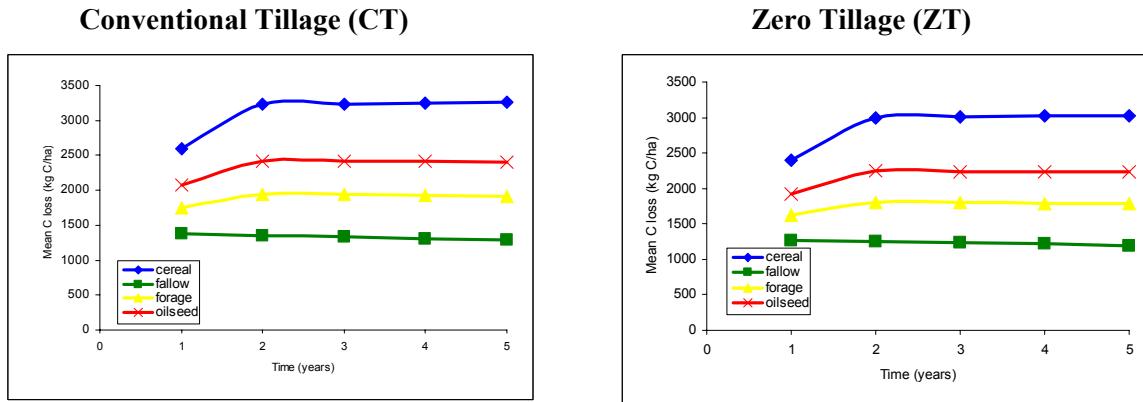 Conventional Tillage (CT)
3500
3000
2500
2000
1500
1000
500
0
Mean C loss (kg C/ha)
cereal
fallow
forage
oilseed
0 1 2 3 4 5
Time (years)
Zero Tillage (ZT)
3500
3000
2500
2000
1500
1000
500
0
Mean C loss (kg C/ha)
cereal
fallow
forage
oilseed
0 1 2 3 4 5
Time (years)